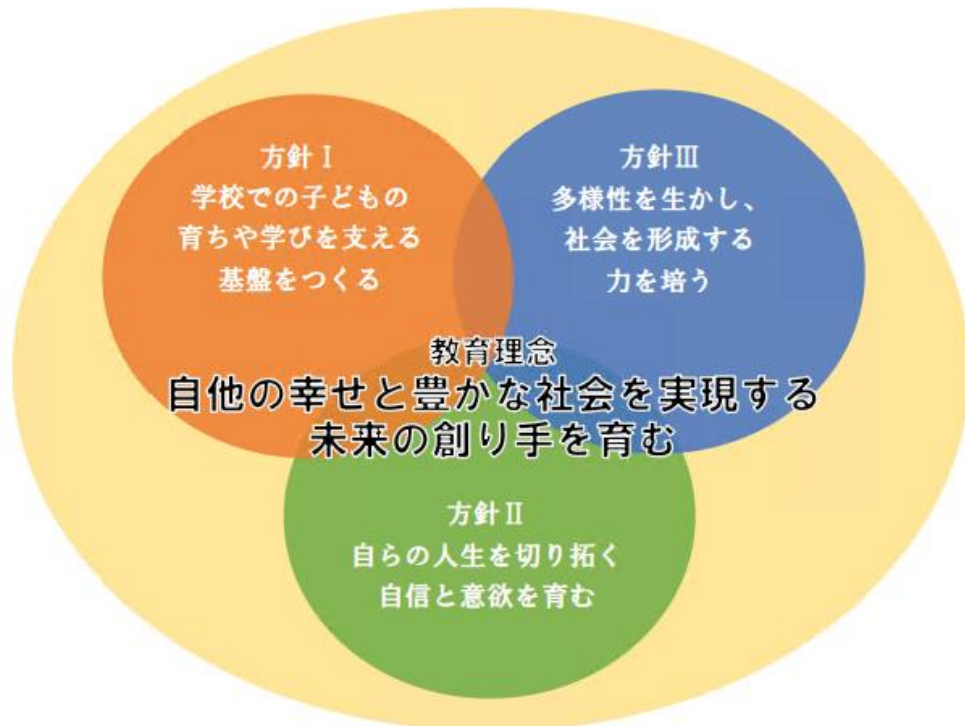 方針Ⅰ
学校での子どもの
育ちや学びを支える
基盤をつくる
方針Ⅲ
多様性を生かし、
社会を形成する
力を培う
教育理念
自他の幸せと豊かな社会を実現する
未来の創り手を育む
方針Ⅱ
自らの人生を切り拓く
自信と意欲を育む